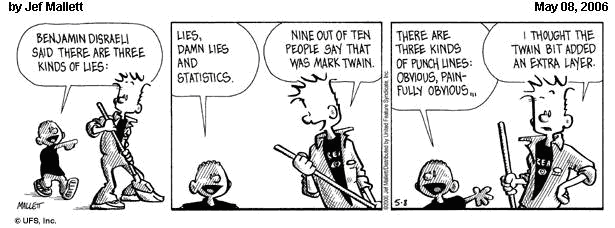 by Jef Mallett
May 08, 2006
BENJAMIN DISRAELI
SAID THERE ARE THREE
KINDS OF LIES:
MALLETT
© UFS, Inc.
LIES,
DAMN LIES
AND
STATISTICS.
NINE OUT OF TEN
PEOPLE SAY THAT
WAS MARK TWAIN.
©2006 Jef Mallett/Distributed by United Feature Syndicate, Inc.
THERE ARE
THREE KINDS
OF PUNCH LINES:
OBVIOUS, PAIN-
FULLY OBVIOUS...
I THOUGHT THE
TWAIN BIT ADDED
AN EXTRA LAYER.
5-8